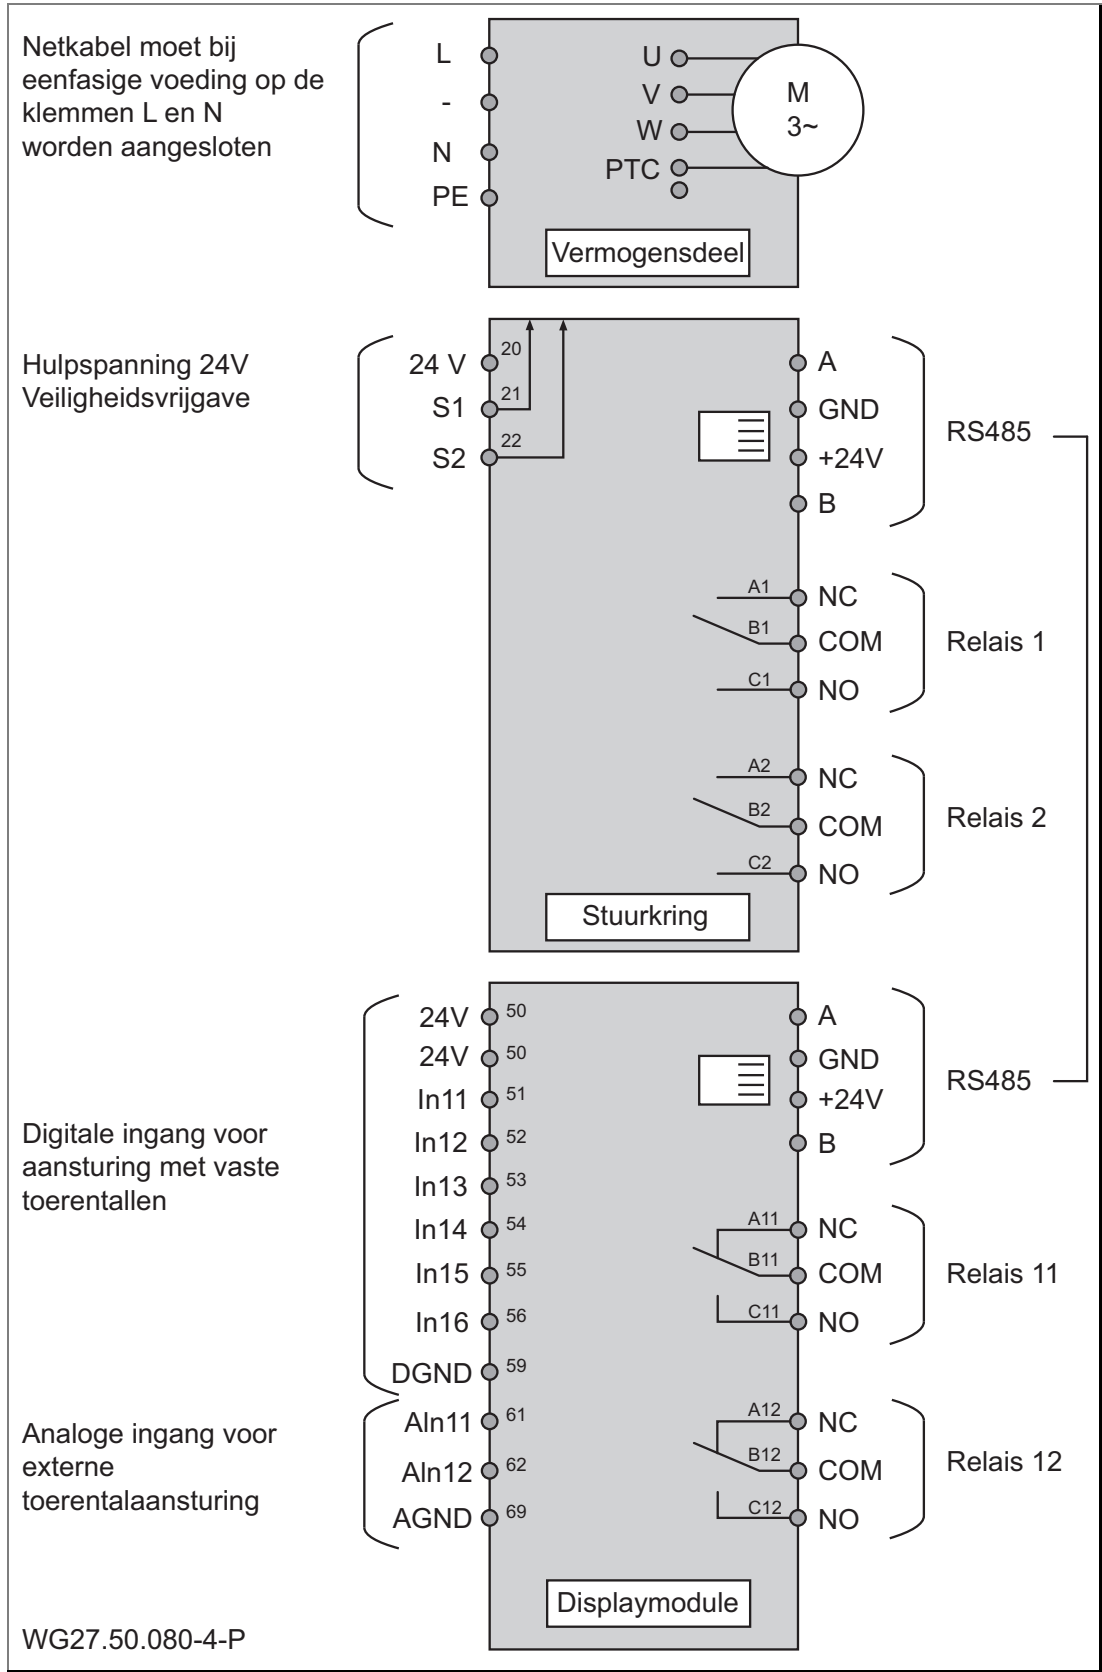 Netkabel moet bij
eenfasige voeding op de
klemmen L en N
worden aangesloten
L
-
N
PE
U
V
W
PTC
M
3~
Vermogensdeel
Hulpspanning 24V
Veiligheidsvrijgave
24 V
20
S1
21
S2
22
A
GND
+24V
B
RS485
A1
NC
B1
COM
C1
NO
Relais 1
A2
NC
B2
COM
C2
NO
Relais 2
Stuurkring
Digitale ingang voor
aansturing met vaste
toerentallen
24V
50
24V
50
In11
51
In12
52
In13
53
In14
54
In15
55
In16
56
DGND
59
A
GND
+24V
B
RS485
A11
NC
B11
COM
C11
NO
Relais 11
Analoge ingang voor
externe
toerentalaansturing
AIn11
61
AIn12
62
AGND
69
A12
NC
B12
COM
C12
NO
Relais 12
Displaymodule
WG27.50.080-4-P